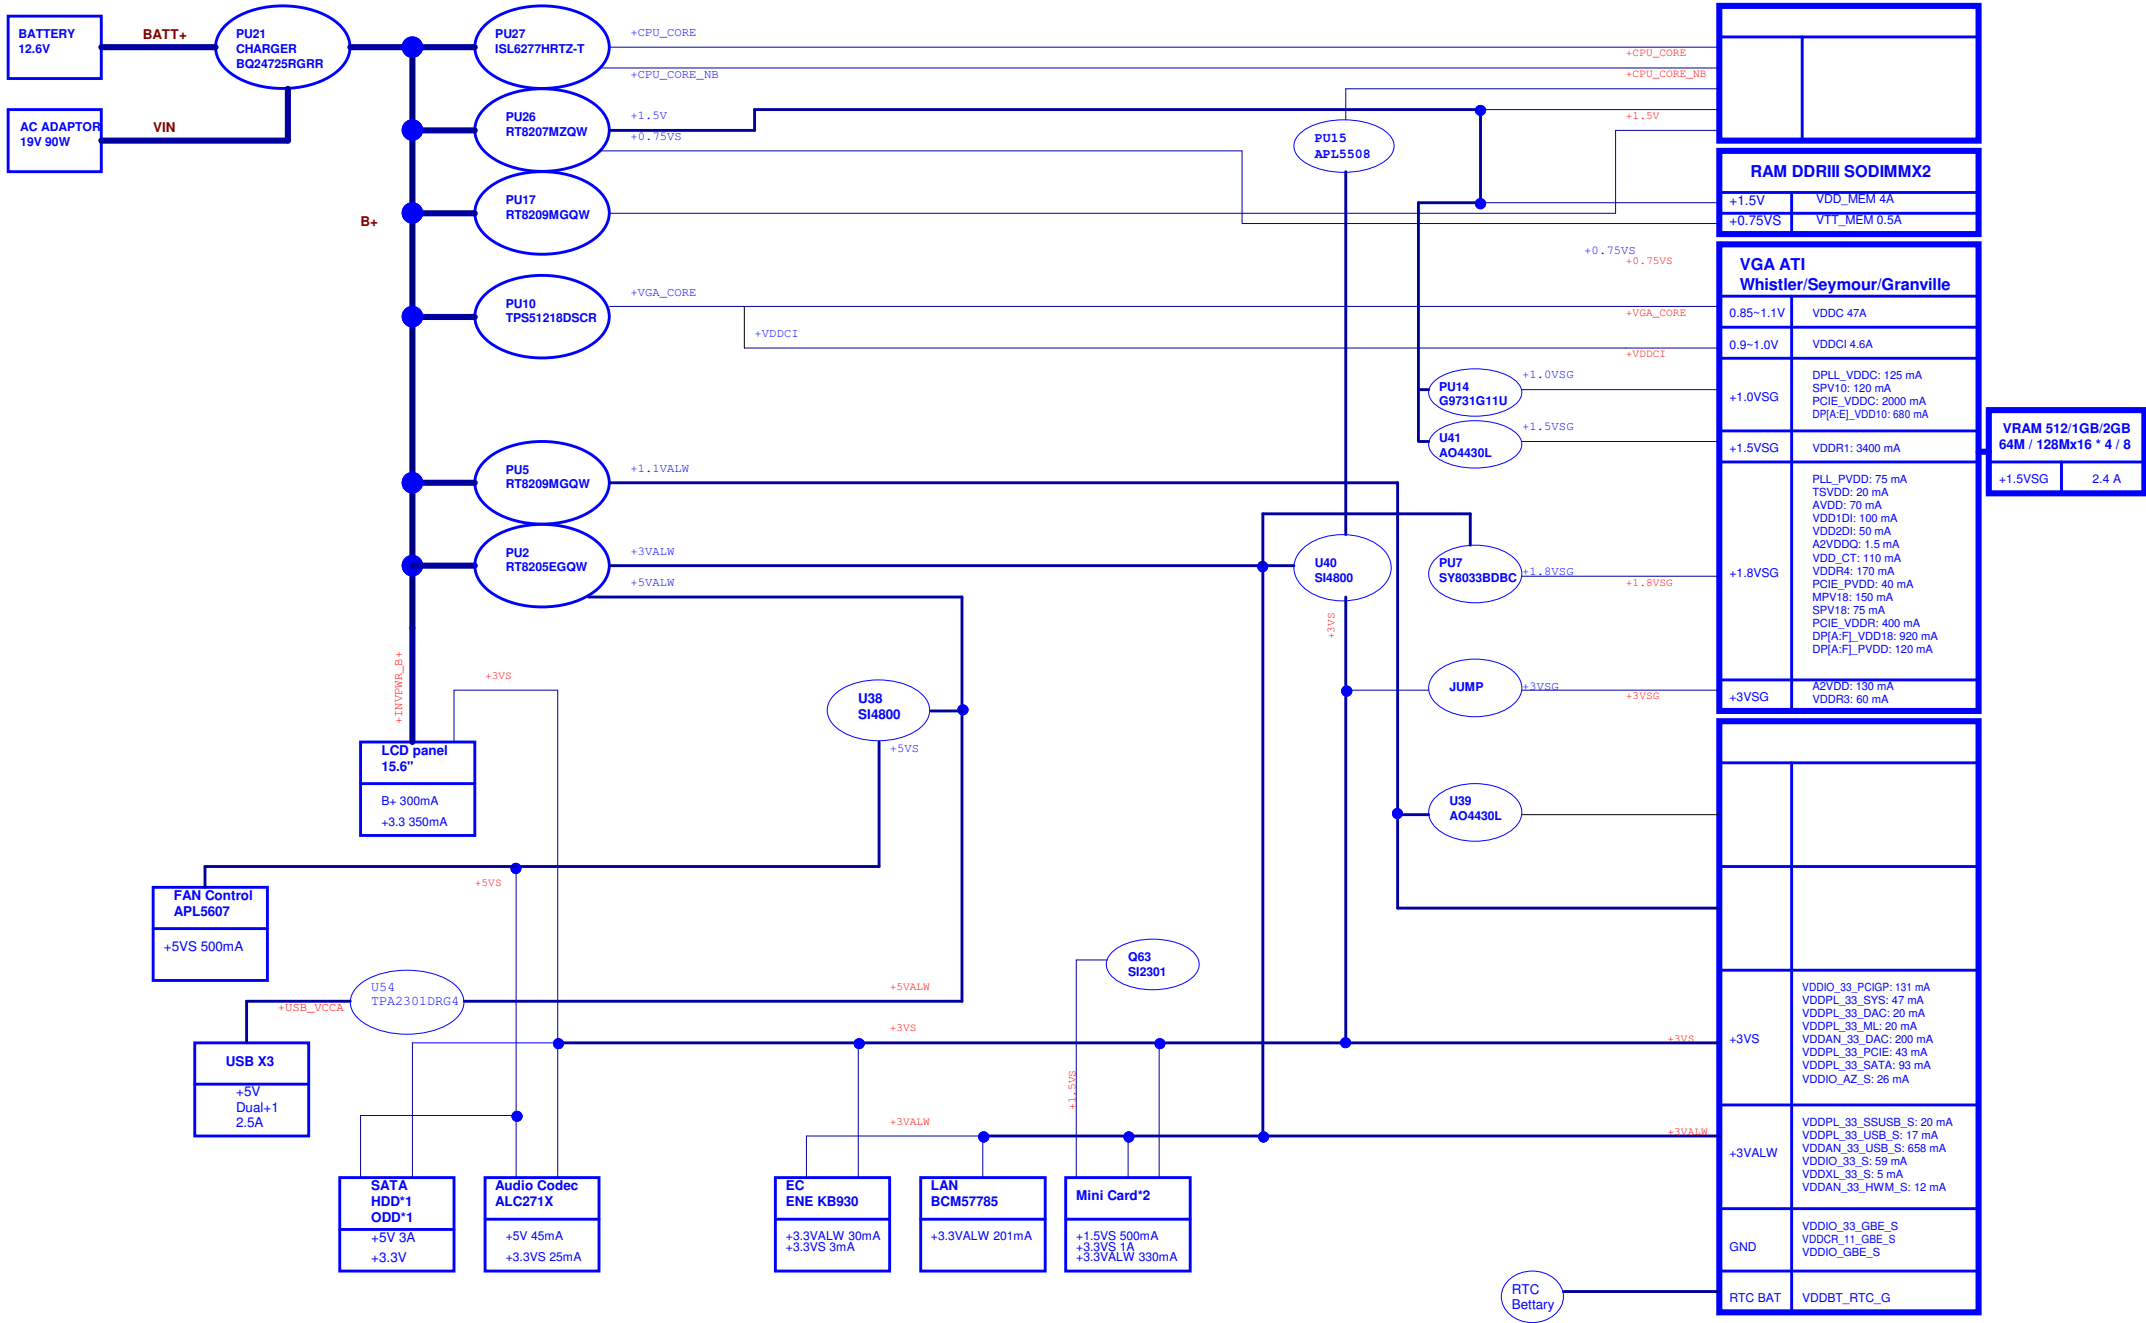 BATTERY
12.6V
BATT+
PU21
CHARGER
BQ24725RGRR
AC ADAPTOR
19V 90W
VIN
B+
PU27
ISL6277HRTZ-T
+CPU_CORE
+CPU_CORE
+CPU_CORE_NB
+CPU_CORE_NB
PU26
RT8207MZQW
+1.5V
+0.75VS
+1.5V
PU15
APL5508
PU17
RT8209MGQW
RAM DDRIII SODIMMX2
+1.5V
VDD_MEM 4A
+0.75VS
VTT_MEM 0.5A
+0.75VS
+0.75VS
PU10
TPS51218DSCR
+VGA_CORE
+VGA_CORE
+VDDCI
+VDDCI
VGA ATI
Whistler/Seymour/Granville
0.85~1.1V
VDDC 47A
0.9~1.0V
VDDCI 4.6A
PU14
G9731G11U
+1.0VSG
+1.0VSG
DPLL_VDDC: 125 mA
SPV10: 120 mA
PCIE_VDDC: 2000 mA
DP[A:E]_VDD10: 680 mA
U41
AO4430L
+1.5VSG
+1.5VSG
VDDR1: 3400 mA
VRAM 512/1GB/2GB
64M / 128Mx16 * 4 / 8
+1.5VSG
2.4 A
PU5
RT8209MGQW
+1.1VALW
PU2
RT8205EGQW
+3VALW
+5VALW
U40
SI4800
+3VS
PU7
SY8033BDBC
+1.8VSG
+1.8VSG
+1.8VSG
PLL_PVDD: 75 mA
TSVDD: 20 mA
AVDD: 70 mA
VDD1DI: 100 mA
VDD2DI: 50 mA
A2VDDQ: 1.5 mA
VDD_CT: 110 mA
VDDR4: 170 mA
PCIE_PVDD: 40 mA
MPV18: 150 mA
SPV18: 75 mA
PCIE_VDDR: 400 mA
DP[A:F]_VDD18: 920 mA
DP[A:F]_PVDD: 120 mA
JUMP
+3VSG
+3VSG
+3VSG
A2VDD: 130 mA
VDDR3: 60 mA
+INVPWR_B+
+3VS
LCD panel
15.6"
B+ 300mA
+3.3 350mA
U38
SI4800
+5VS
U39
AO4430L
+5VS
FAN Control
APL5607
+5VS 500mA
U54
TPA2301DRG4
+USB_VCCA
+5VALW
USB X3
+5V
Dual+1
2.5A
Q63
SI2301
+1.5VS
+3VS
+3VS
+3VS
VDDIO_33_PCIGP: 131 mA
VDDPL_33_SYS: 47 mA
VDDPL_33_DAC: 20 mA
VDDPL_33_ML: 20 mA
VDDAN_33_DAC: 200 mA
VDDPL_33_PCIE: 43 mA
VDDPL_33_SATA: 93 mA
VDDIO_AZ_S: 26 mA
+3VALW
+3VALW
+3VALW
VDDPL_33_SSUSB_S: 20 mA
VDDPL_33_USB_S: 17 mA
VDDAN_33_USB_S: 658 mA
VDDIO_33_S: 59 mA
VDDXL_33_S: 5 mA
VDDAN_33_HWM_S: 12 mA
GND
VDDIO_33_GBE_S
VDDCR_11_GBE_S
VDDIO_GBE_S
RTC BAT
VDDBT_RTC_G
RTC
Bettary
SATA
HDD*1
ODD*1
+5V 3A
+3.3V
Audio Codec
ALC271X
+5V 45mA
+3.3VS 25mA
EC
ENE KB930
+3.3VALW 30mA
+3.3VS 3mA
LAN
BCM57785
+3.3VALW 201mA
Mini Card*2
+1.5VS 500mA
+3.3VS 1A
+3.3VALW 330mA